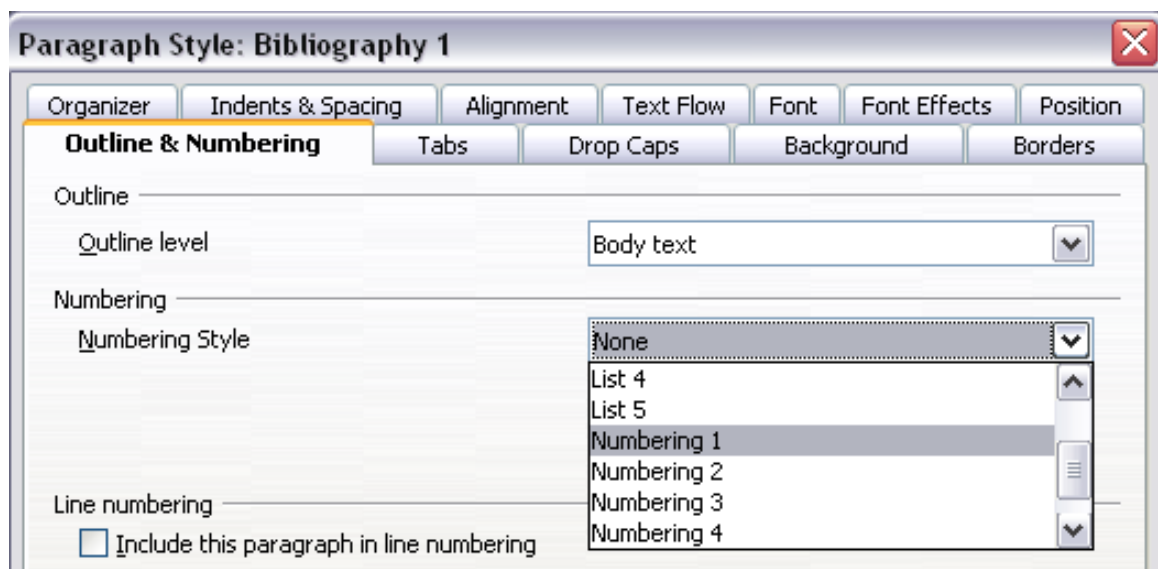 Paragraph Style: Bibliography 1
Organizer Indents & Spacing Alignment Text Flow Font Font Effects Position
Outline & Numbering Tabs Drop Caps Background Borders
Outline
Outline level Body text
Numbering
Numbering Style None
List 4
List 5
Numbering 1
Numbering 2
Numbering 3
Line numbering
Numbering 4
Include this paragraph in line numbering